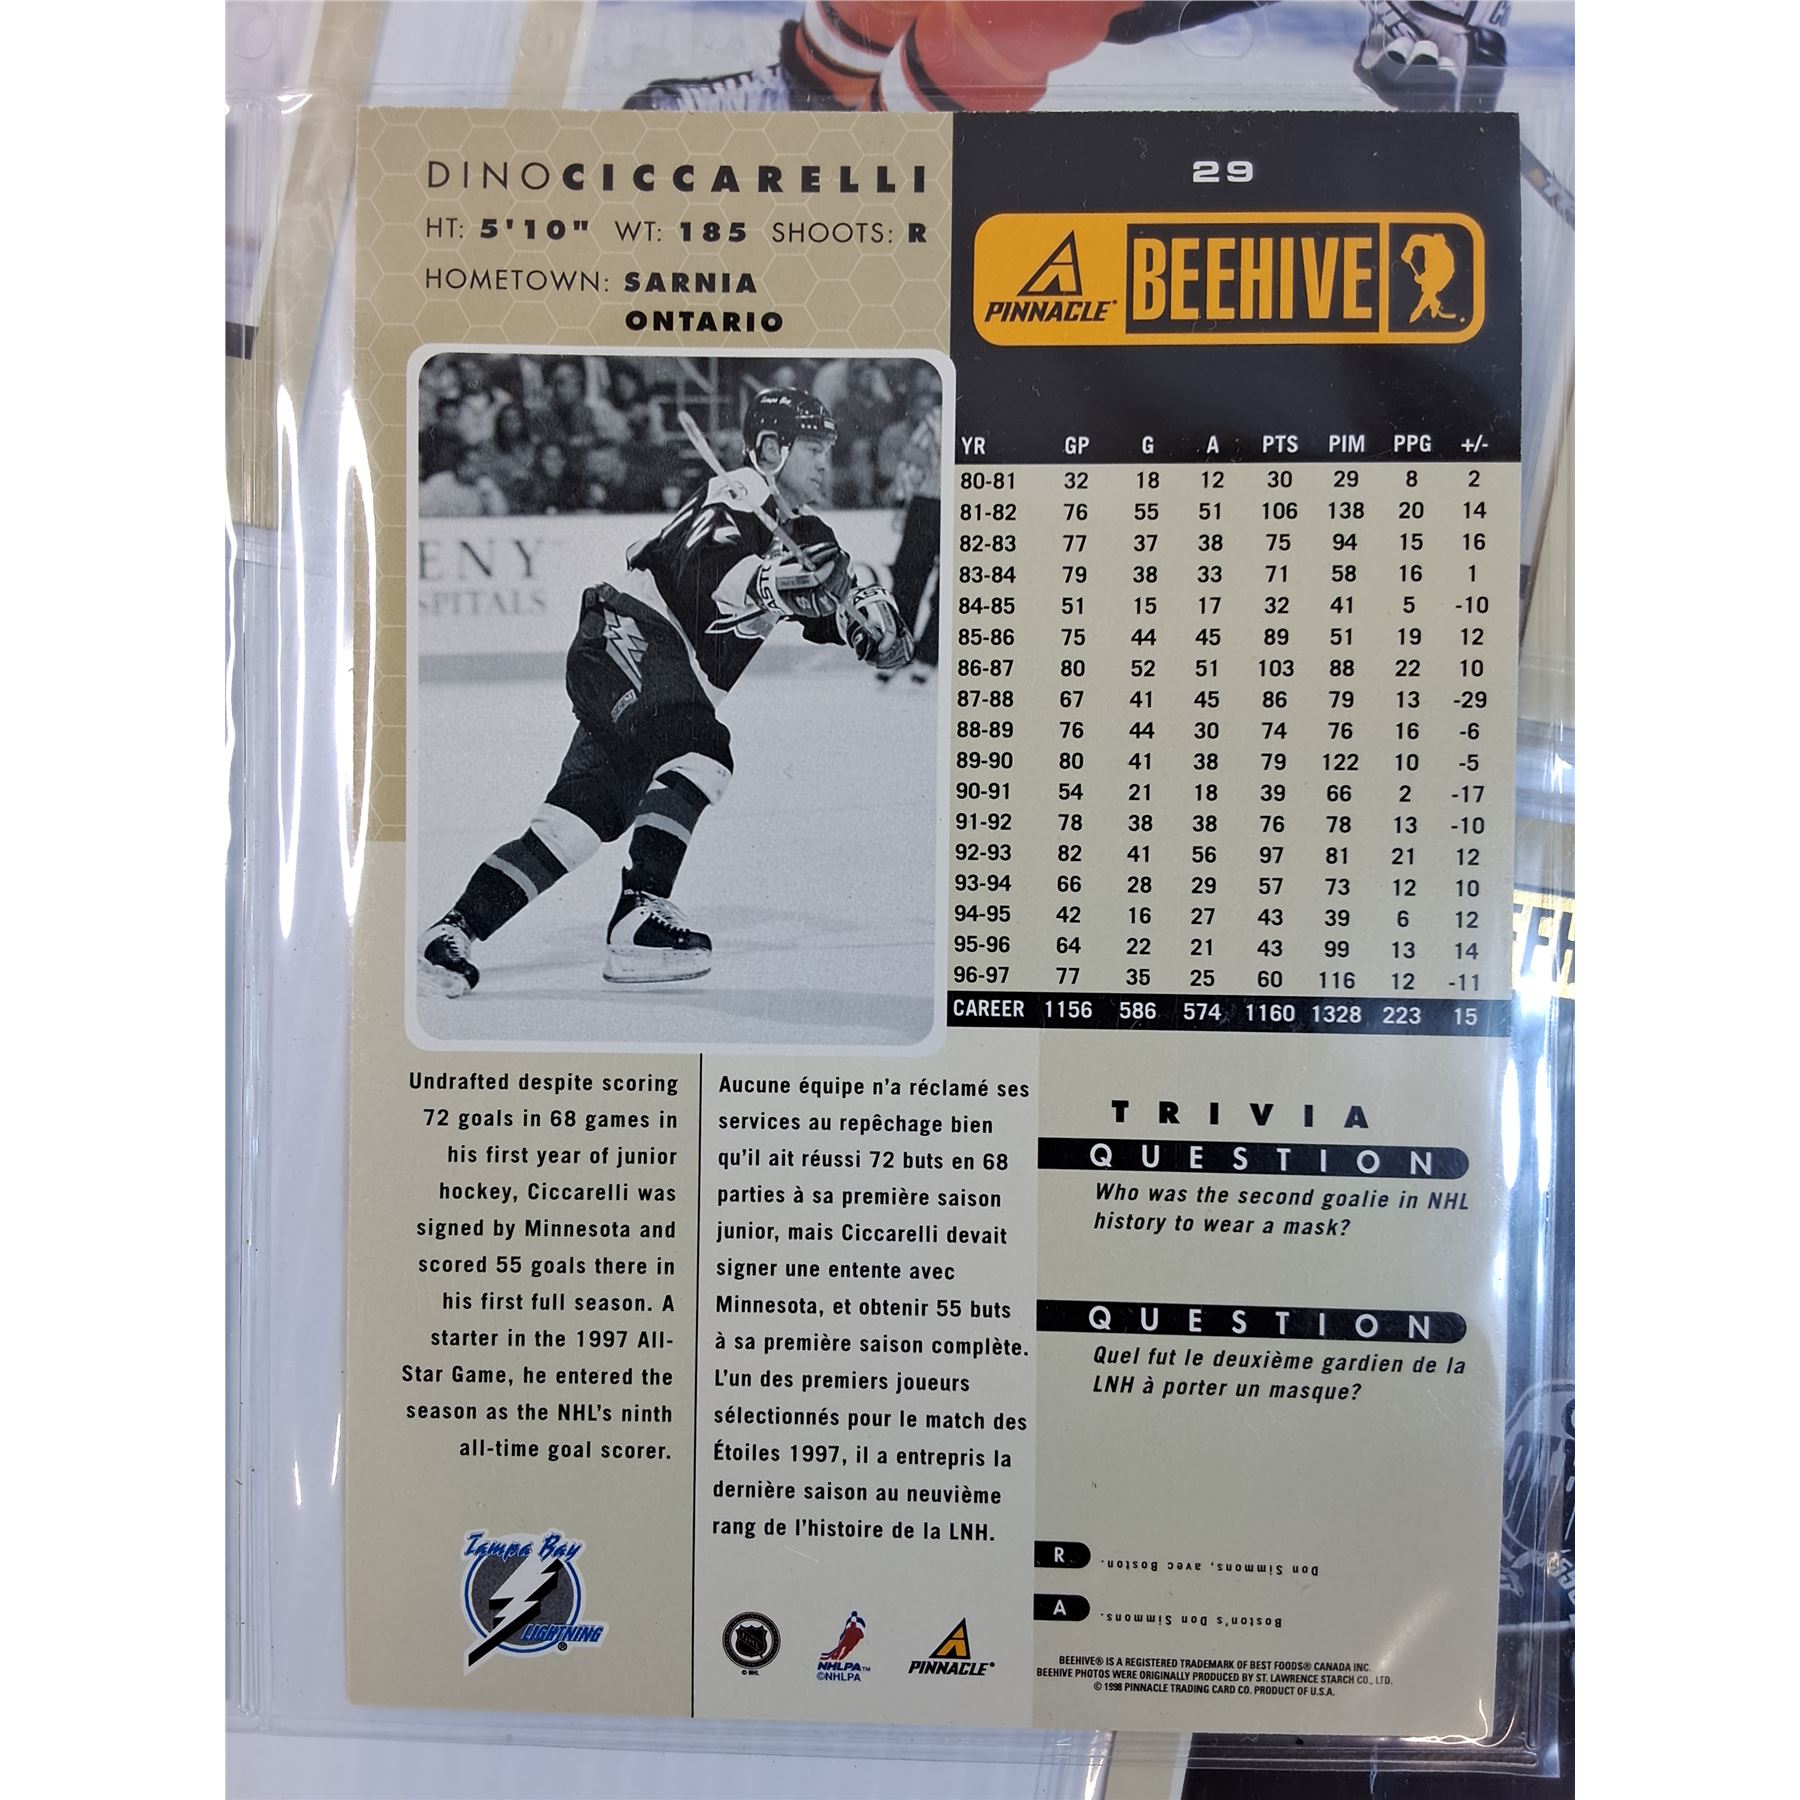 DINO CICCARELLI
HT: 5'10" WT: 185 SHOOTS: R
HOMETOWN: SARNIA
ONTARIO
29
PINNACLE BEEHIVE
Tampa Bay
ENY
SPITALS
YR GP G A PTS PIM PPG +/-
80-81 32 18 12 30 29 8 2
81-82 76 55 51 106 138 20 14
82-83 77 37 38 75 94 15 16
83-84 79 38 33 71 58 16 1
84-85 51 15 17 32 41 5 -10
85-86 75 44 45 89 51 19 12
86-87 80 52 51 103 88 22 10
87-88 67 41 45 86 79 13 -29
88-89 76 44 30 74 76 16 -6
89-90 80 41 38 79 122 10 -5
90-91 54 21 18 39 66 2 -17
91-92 78 38 38 76 78 13 -10
92-93 82 41 56 97 81 21 12
93-94 66 28 29 57 73 12 10
94-95 42 16 27 43 39 6 12
95-96 64 22 21 43 99 13 14
96-97 77 35 25 60 116 12 -11
CAREER 1156 586 574 1160 1328 223 15
Undrafted despite scoring
72 goals in 68 games in
his first year of junior
hockey, Ciccarelli was
signed by Minnesota and
scored 55 goals there in
his first full season. A
starter in the 1997 All-
Star Game, he entered the
season as the NHL's ninth
all-time goal scorer.
Aucune équipe n'a réclamé ses
services au repêchage bien
qu'il ait réussi 72 buts en 68
parties à sa première saison
junior, mais Ciccarelli devait
signer une entente avec
Minnesota, et obtenir 55 buts
à sa première saison complète.
L'un des premiers joueurs
sélectionnés pour le match des
Étoiles 1997, il a entrepris la
dernière saison au neuvième
rang de l'histoire de la LNH.
TRIVIA
QUESTION
Who was the second goalie in NHL
history to wear a mask?
QUESTION
Quel fut le deuxième gardien de la
LNH à porter un masque?
R Don Simmons, avec Boston.
A Boston's Don Simmons.
Tampa Bay
LIGHTNING ®
© NHL
NHLPA™
©NHLPA
PINNACLE®
BEEHIVE® IS A REGISTERED TRADEMARK OF BEST FOODS® CANADA INC.
BEEHIVE PHOTOS WERE ORIGINALLY PRODUCED BY ST. LAWRENCE STARCH CO., LTD.
© 1998 PINNACLE TRADING CARD CO. PRODUCT OF U.S.A.